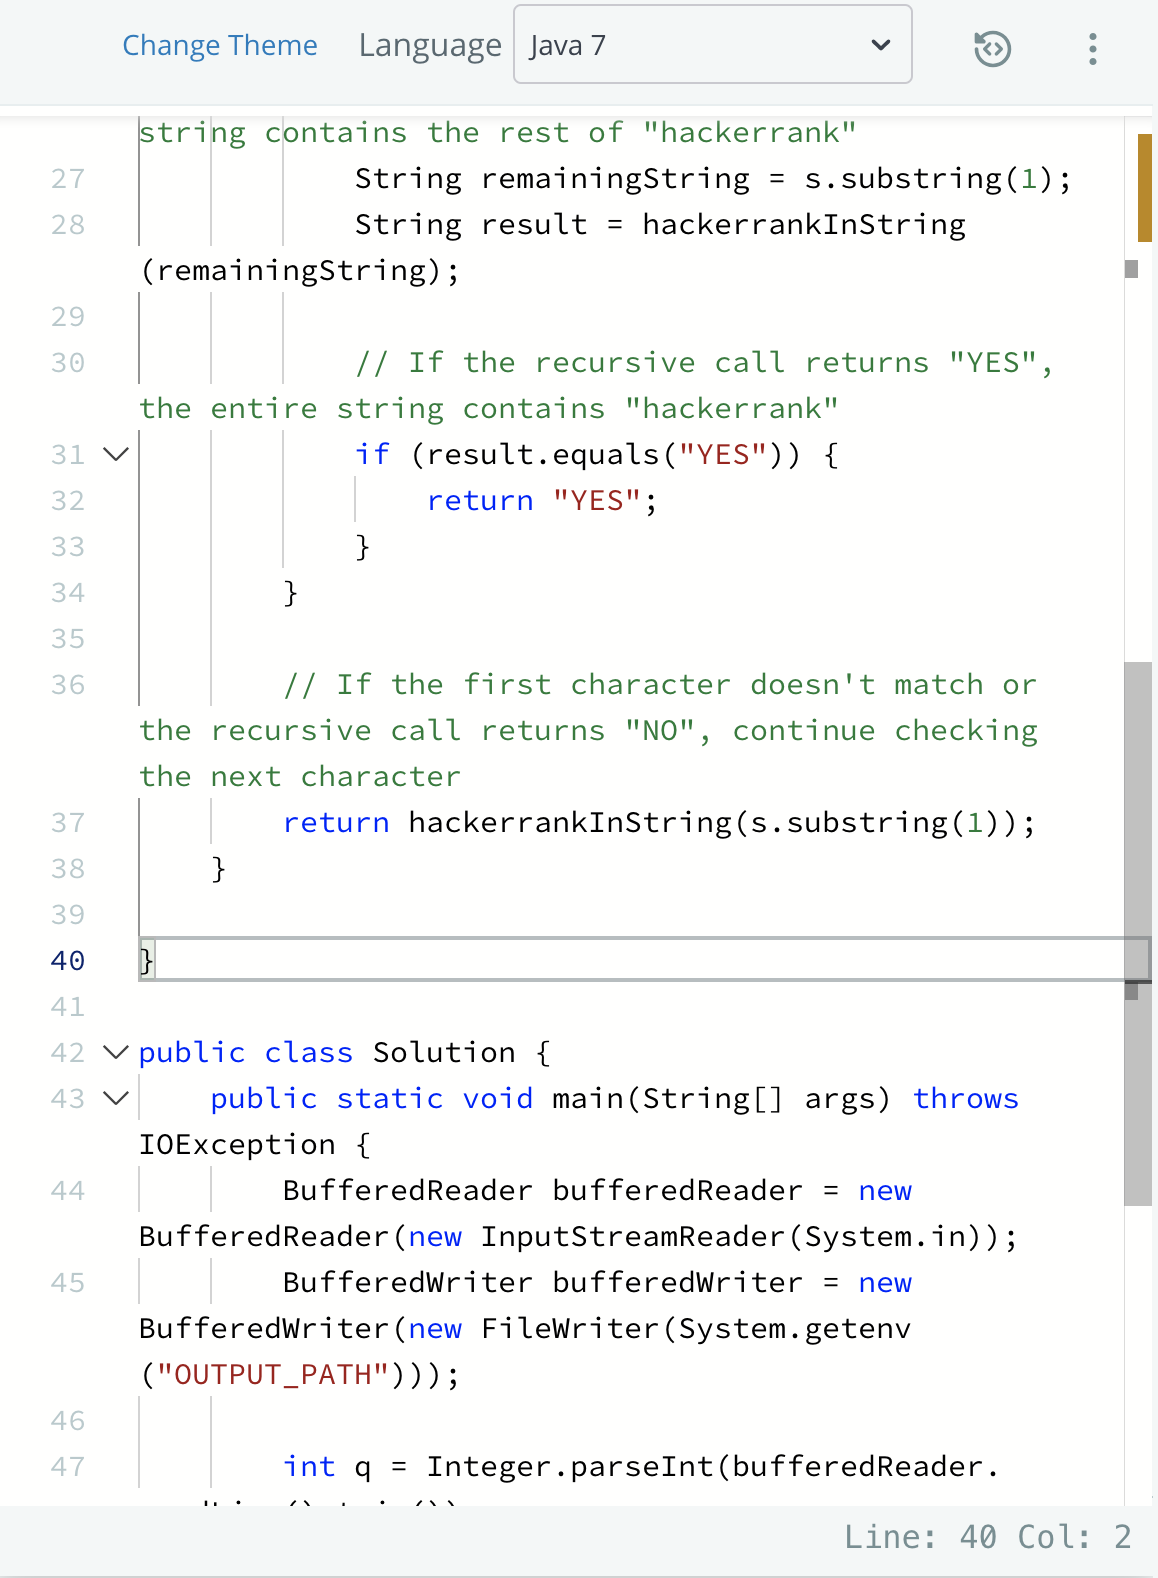 Change Theme Language Java 7
string contains the rest of "hackerrank"
27 String remainingString = s.substring(1);
28 String result = hackerrankInString
(remainingString);
29
30 // If the recursive call returns "YES",
the entire string contains "hackerrank"
31 if (result.equals("YES")) {
32 return "YES";
33 }
34 }
35
36 // If the first character doesn't match or
the recursive call returns "NO", continue checking
the next character
37 return hackerrankInString(s.substring(1));
38 }
39
40 }
41
42 public class Solution {
43 public static void main(String[] args) throws
IOException {
44 BufferedReader bufferedReader = new
BufferedReader(new InputStreamReader(System.in));
45 BufferedWriter bufferedWriter = new
BufferedWriter(new FileWriter(System.getenv
("OUTPUT_PATH")));
46
47 int q = Integer.parseInt(bufferedReader.
Line: 40 Col: 2